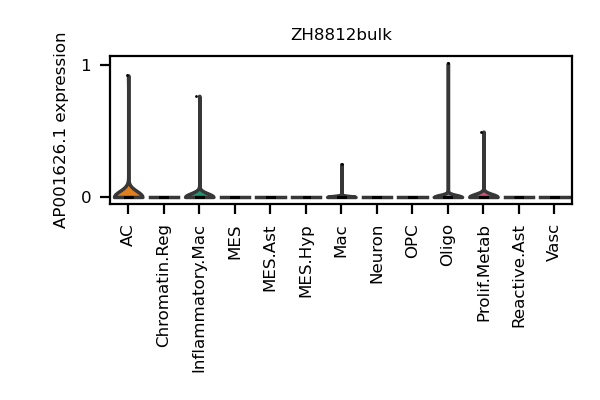 ZH8812bulk
AP001626.1 expression
1
0
AC
Chromatin.Reg
Inflammatory.Mac
MES
MES.Ast
MES.Hyp
Mac
Neuron
OPC
Oligo
Prolif.Metab
Reactive.Ast
Vasc